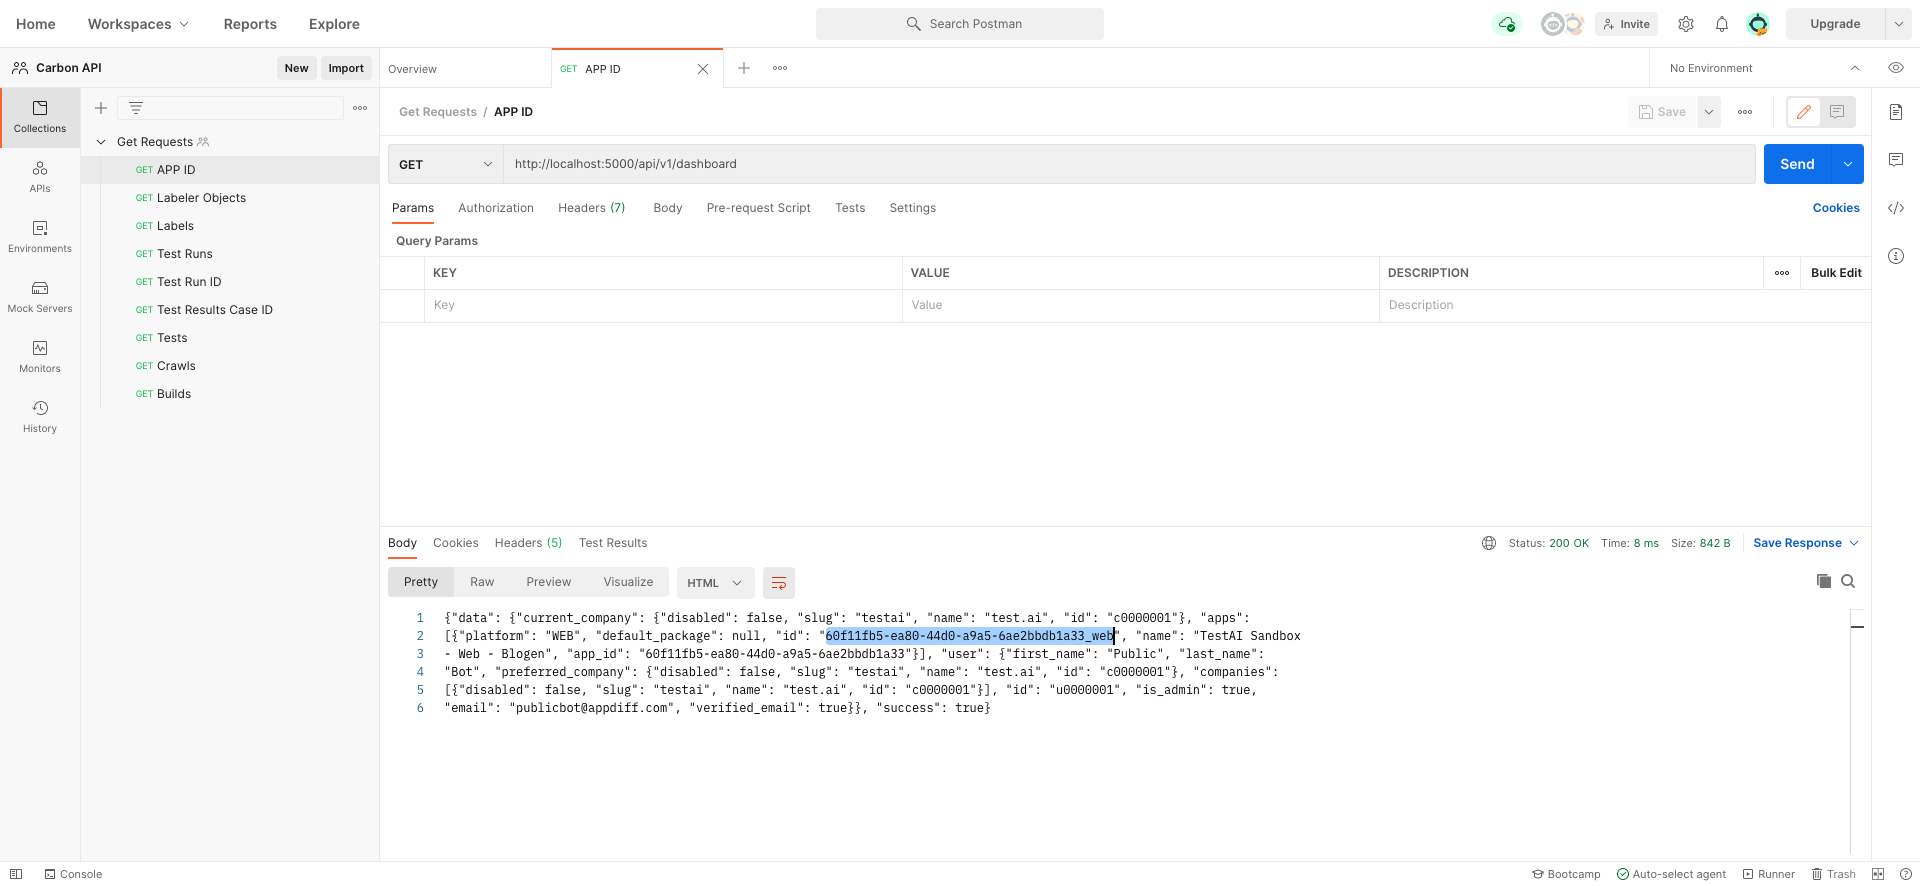 Home Workspaces Reports Explore Search Postman Invite Upgrade
Carbon API New Import Overview GET APP ID No Environment
Collections
APIs
Environments
Mock Servers
Monitors
History
Get Requests
GET APP ID
GET Labeler Objects
GET Labels
GET Test Runs
GET Test Run ID
GET Test Results Case ID
GET Tests
GET Crawls
GET Builds
Get Requests / APP ID Save
GET http://localhost:5000/api/v1/dashboard Send
Params Authorization Headers (7) Body Pre-request Script Tests Settings Cookies
Query Params
KEY VALUE DESCRIPTION Bulk Edit
Key Value Description
Body Cookies Headers (5) Test Results Status: 200 OK Time: 8 ms Size: 842 B Save Response
Pretty Raw Preview Visualize HTML
1 {"data": {"current_company": {"disabled": false, "slug": "testai", "name": "test.ai", "id": "c0000001"}, "apps":
2 [{"platform": "WEB", "default_package": null, "id": "60f11fb5-ea80-44d0-a9a5-6ae2bbdb1a33_web", "name": "TestAI Sandbox
3 - Web - Blogen", "app_id": "60f11fb5-ea80-44d0-a9a5-6ae2bbdb1a33"}], "user": {"first_name": "Public", "last_name":
4 "Bot", "preferred_company": {"disabled": false, "slug": "testai", "name": "test.ai", "id": "c0000001"}, "companies":
5 [{"disabled": false, "slug": "testai", "name": "test.ai", "id": "c0000001"}], "id": "u0000001", "is_admin": true,
6 "email": "publicbot@appdiff.com", "verified_email": true}}, "success": true}
Console Bootcamp Auto-select agent Runner Trash